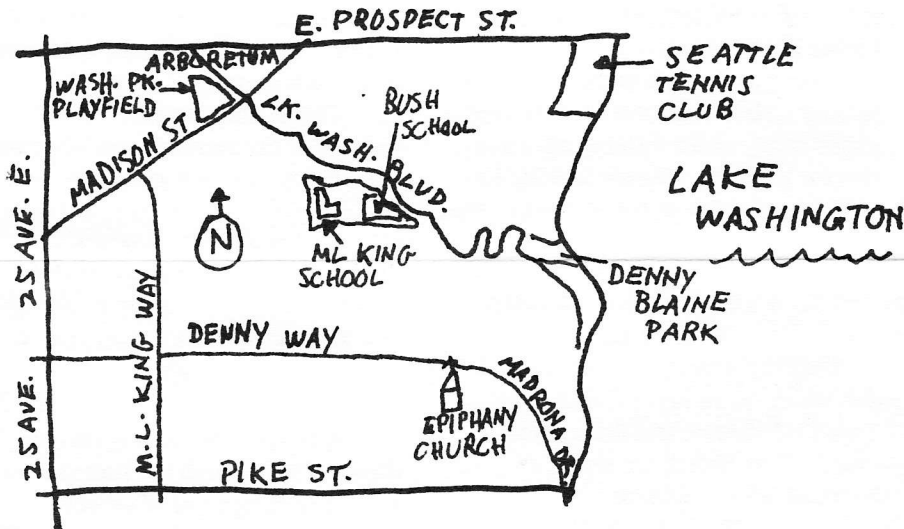 E. PROSPECT ST.
ARBORETUM
WASH. PK.
PLAYFIELD
SEATTLE
TENNIS
CLUB
BUSH
SCHOOL
LK. WASH. BLVD.
MADISON ST
25 AVE. E.
LAKE
WASHINGTON
N
ML KING
SCHOOL
DENNY
BLAINE
PARK
M.L. KING WAY
DENNY WAY
MADRONA DR
25 AVE.
EPIPHANY
CHURCH
PIKE ST.